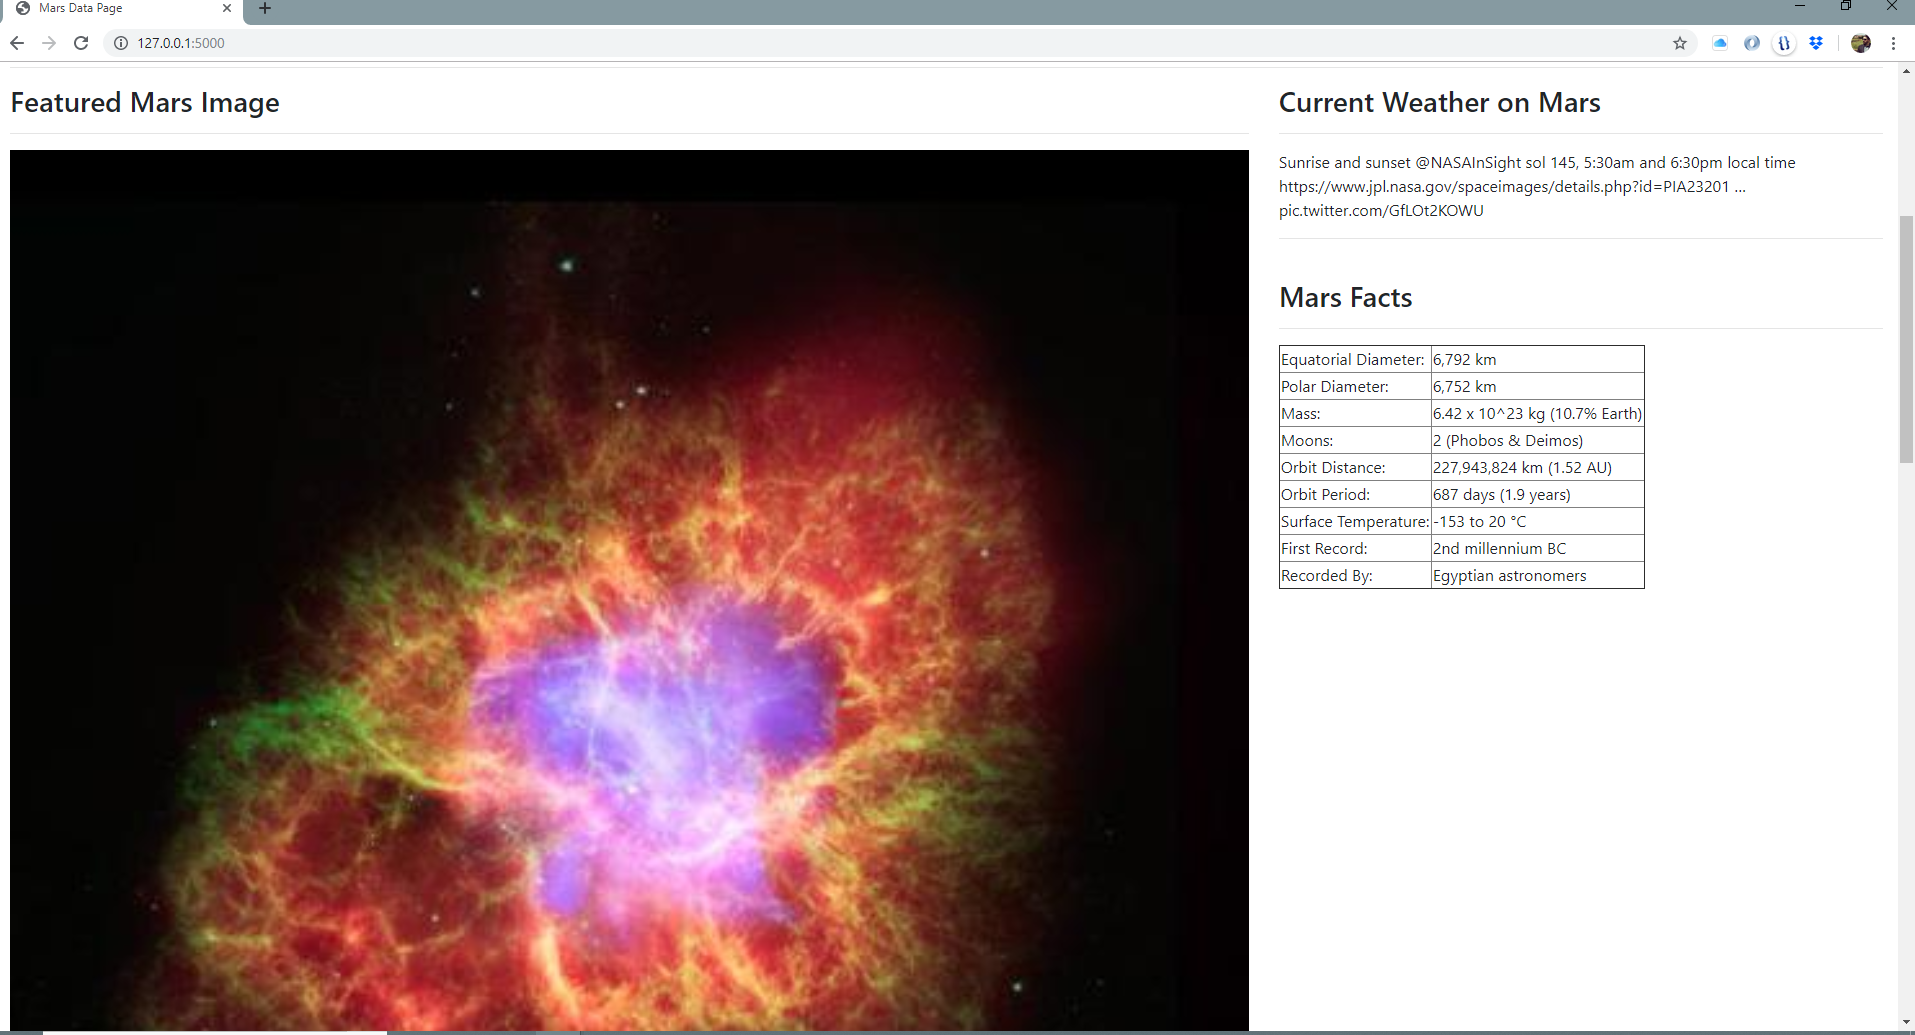 Mars Data Page
127.0.0.1:5000
Featured Mars Image
Current Weather on Mars
Sunrise and sunset @NASAInSight sol 145, 5:30am and 6:30pm local time
https://www.jpl.nasa.gov/spaceimages/details.php?id=PIA23201 …
pic.twitter.com/GfLOt2KOWU
Mars Facts
Equatorial Diameter: 6,792 km
Polar Diameter: 6,752 km
Mass: 6.42 x 10^23 kg (10.7% Earth)
Moons: 2 (Phobos & Deimos)
Orbit Distance: 227,943,824 km (1.52 AU)
Orbit Period: 687 days (1.9 years)
Surface Temperature: -153 to 20 °C
First Record: 2nd millennium BC
Recorded By: Egyptian astronomers